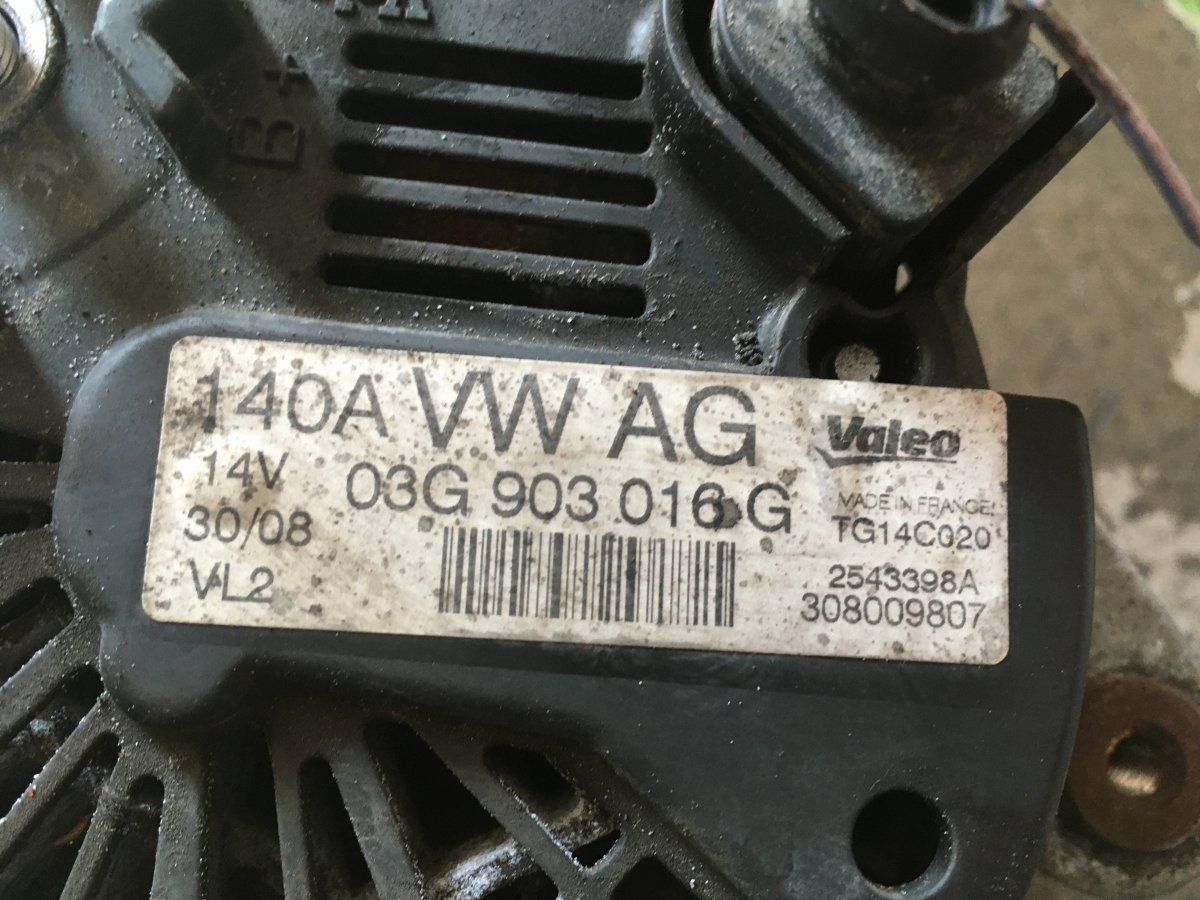 B+
140A VW AG
Valeo
14V
03G 903 016 G
MADE IN FRANCE
TG14C020
30/08
2543398A
VL2
308009807